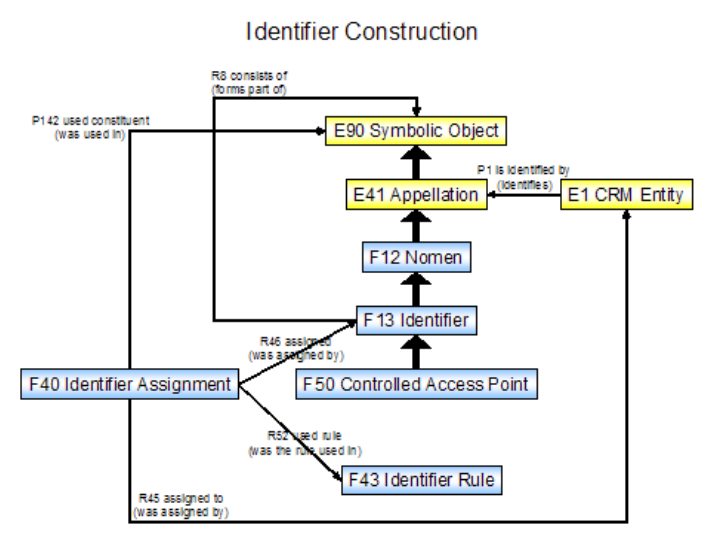 Identifier Construction
R8 consists of
(forms part of)
P142 used constituent
(was used in)
E90 Symbolic Object
P1 is identified by
(identifies)
E41 Appellation
E1 CRM Entity
F12 Nomen
F13 Identifier
R46 assigned
(was assigned by)
F40 Identifier Assignment
F50 Controlled Access Point
R52 used rule
(was the rule used in)
F43 Identifier Rule
R45 assigned to
(was assigned by)